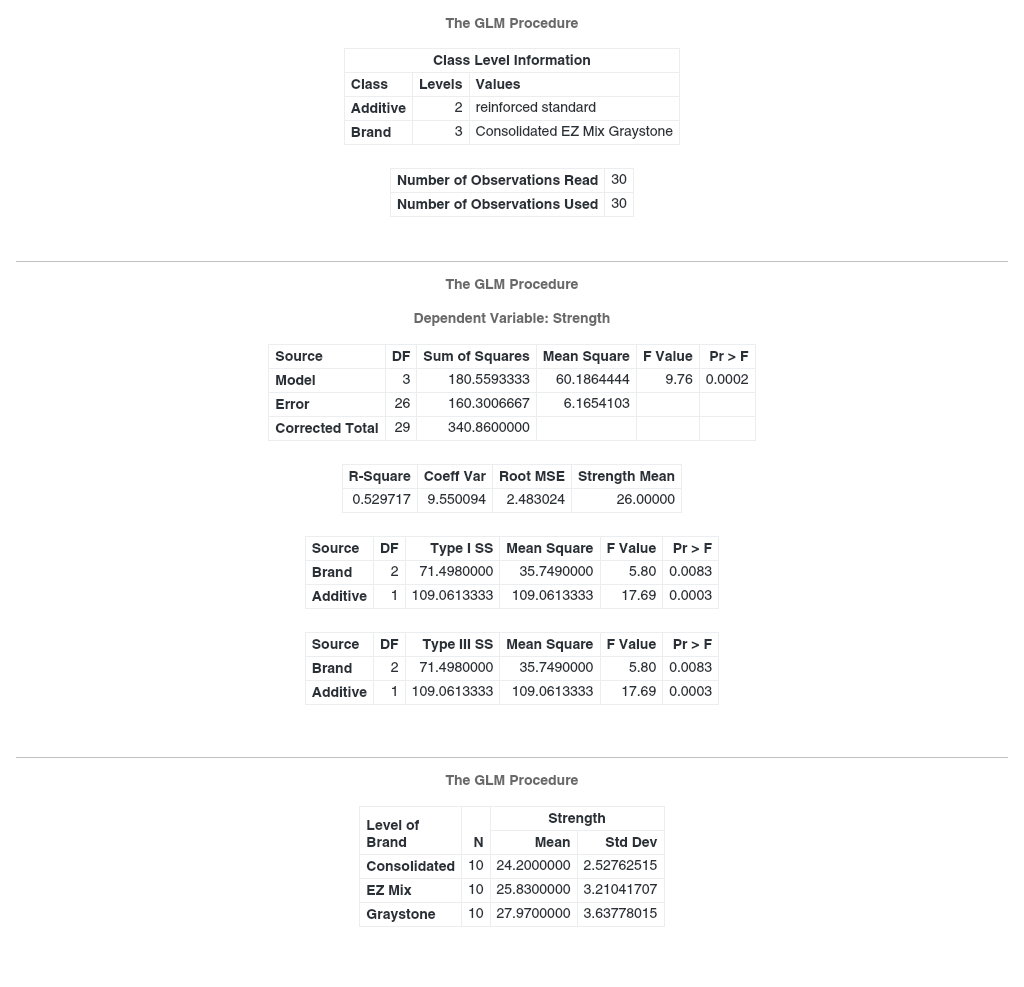 The GLM Procedure
Class Level Information
Class Levels Values
Additive 2 reinforced standard
Brand 3 Consolidated EZ Mix Graystone
Number of Observations Read 30
Number of Observations Used 30
The GLM Procedure
Dependent Variable: Strength
Source DF Sum of Squares Mean Square F Value Pr > F
Model 3 180.5593333 60.1864444 9.76 0.0002
Error 26 160.3006667 6.1654103
Corrected Total 29 340.8600000
R-Square Coeff Var Root MSE Strength Mean
0.529717 9.550094 2.483024 26.00000
Source DF Type I SS Mean Square F Value Pr > F
Brand 2 71.4980000 35.7490000 5.80 0.0083
Additive 1 109.0613333 109.0613333 17.69 0.0003
Source DF Type III SS Mean Square F Value Pr > F
Brand 2 71.4980000 35.7490000 5.80 0.0083
Additive 1 109.0613333 109.0613333 17.69 0.0003
The GLM Procedure
Level of
Brand N Strength
Mean Std Dev
Consolidated 10 24.2000000 2.52762515
EZ Mix 10 25.8300000 3.21041707
Graystone 10 27.9700000 3.63778015